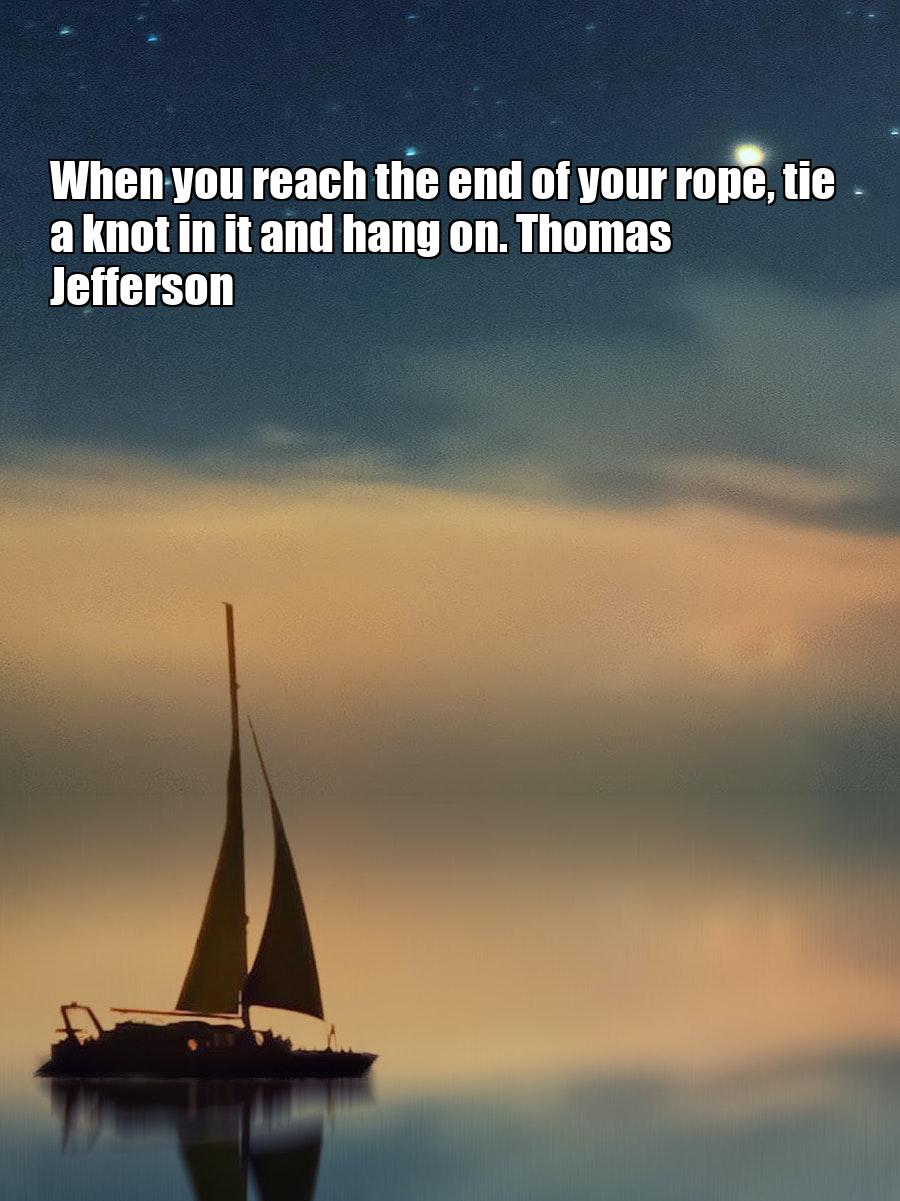 When you reach the end of your rope, tie
a knot in it and hang on. Thomas
Jefferson